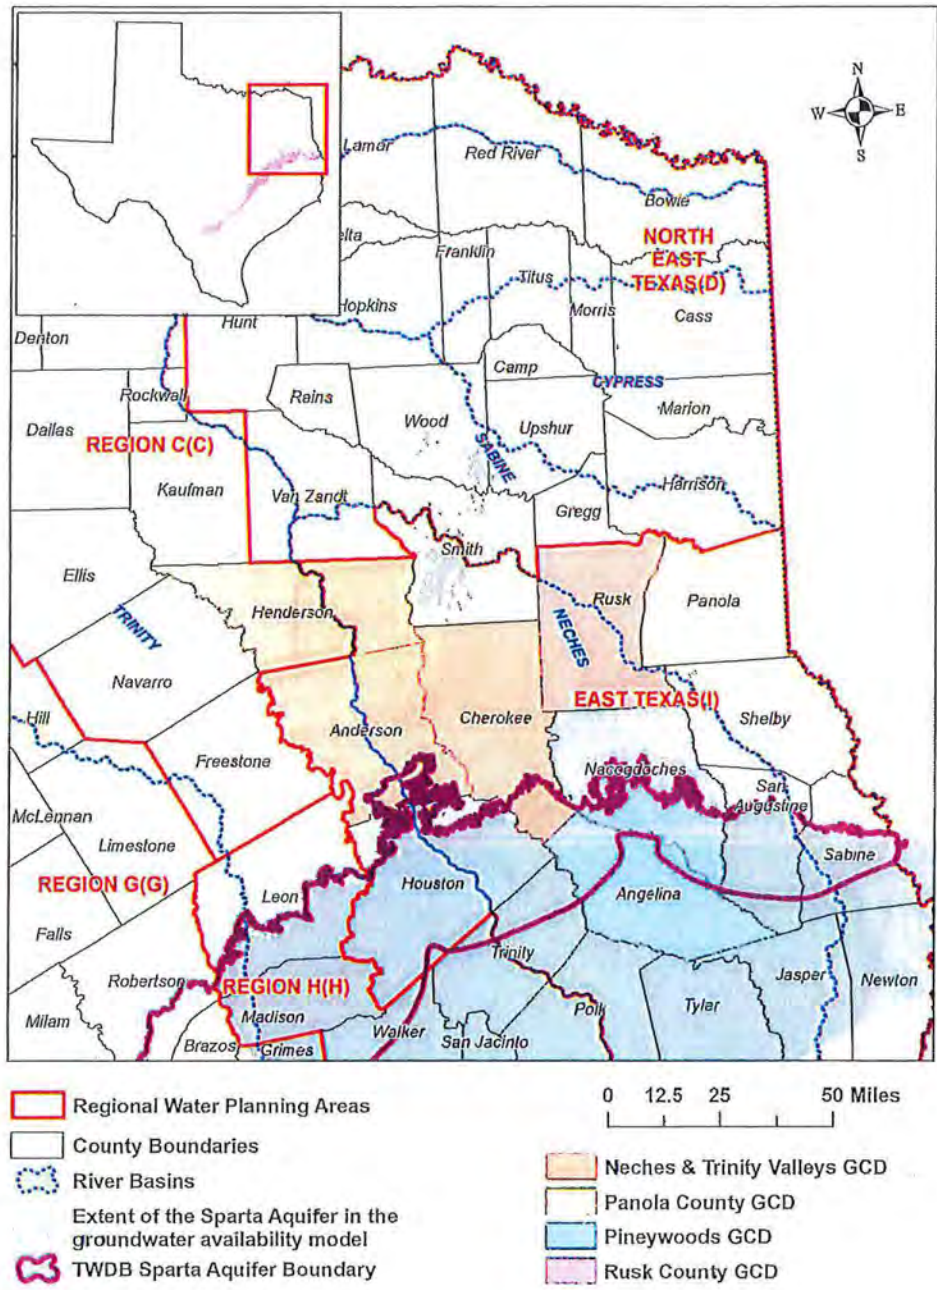 N
W E
S
Lamar
Red River
Bowie
NORTH
EAST
TEXAS(D)
elta
Franklin
Titus
Hopkins
Morris
Cass
Hunt
Denton
Camp
CYPRESS
Rockwall
Rains
Marion
Dallas
Wood
Upshur
REGION C(C)
SABINE
Kaufman
Van Zandt
Harrison
Gregg
Smith
Ellis
Henderson
Rusk
Panola
TRINITY
NECHES
Navarro
EAST TEXAS(I)
Hill
Anderson
Cherokee
Shelby
Freestone
Nacogdoches
San
Augustine
McLennan
Limestone
Sabine
REGION G(G)
Leon
Houston
Angelina
Falls
Trinity
Robertson
REGION H(H)
Jasper
Newton
Milam
Madison
Polk
Tylar
Walker
Brazos
Grimes
San Jacinto
Regional Water Planning Areas
County Boundaries
River Basins
Extent of the Sparta Aquifer in the
groundwater availability model
TWDB Sparta Aquifer Boundary
0 12.5 25 50 Miles
Neches & Trinity Valleys GCD
Panola County GCD
Pineywoods GCD
Rusk County GCD